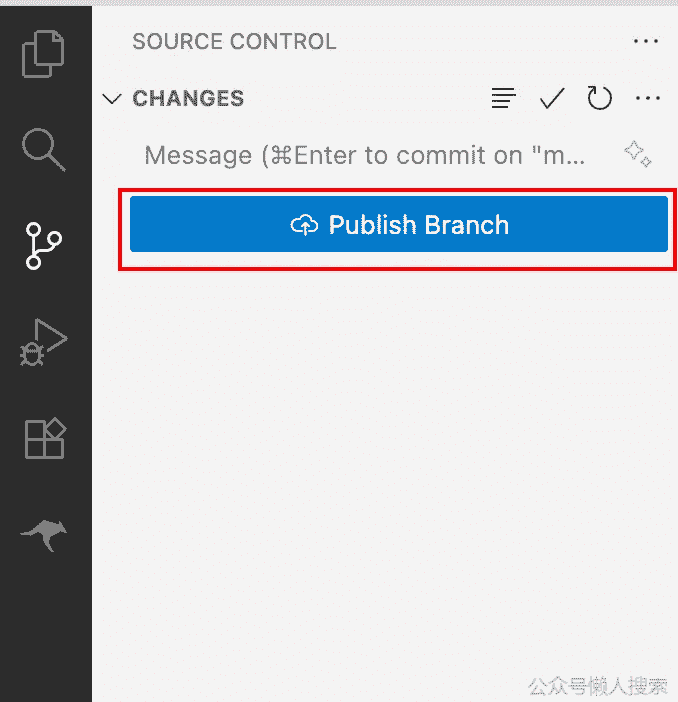 SOURCE CONTROL
CHANGES
Message (⌘Enter to commit on "m...
Publish Branch
公众号懒人搜索